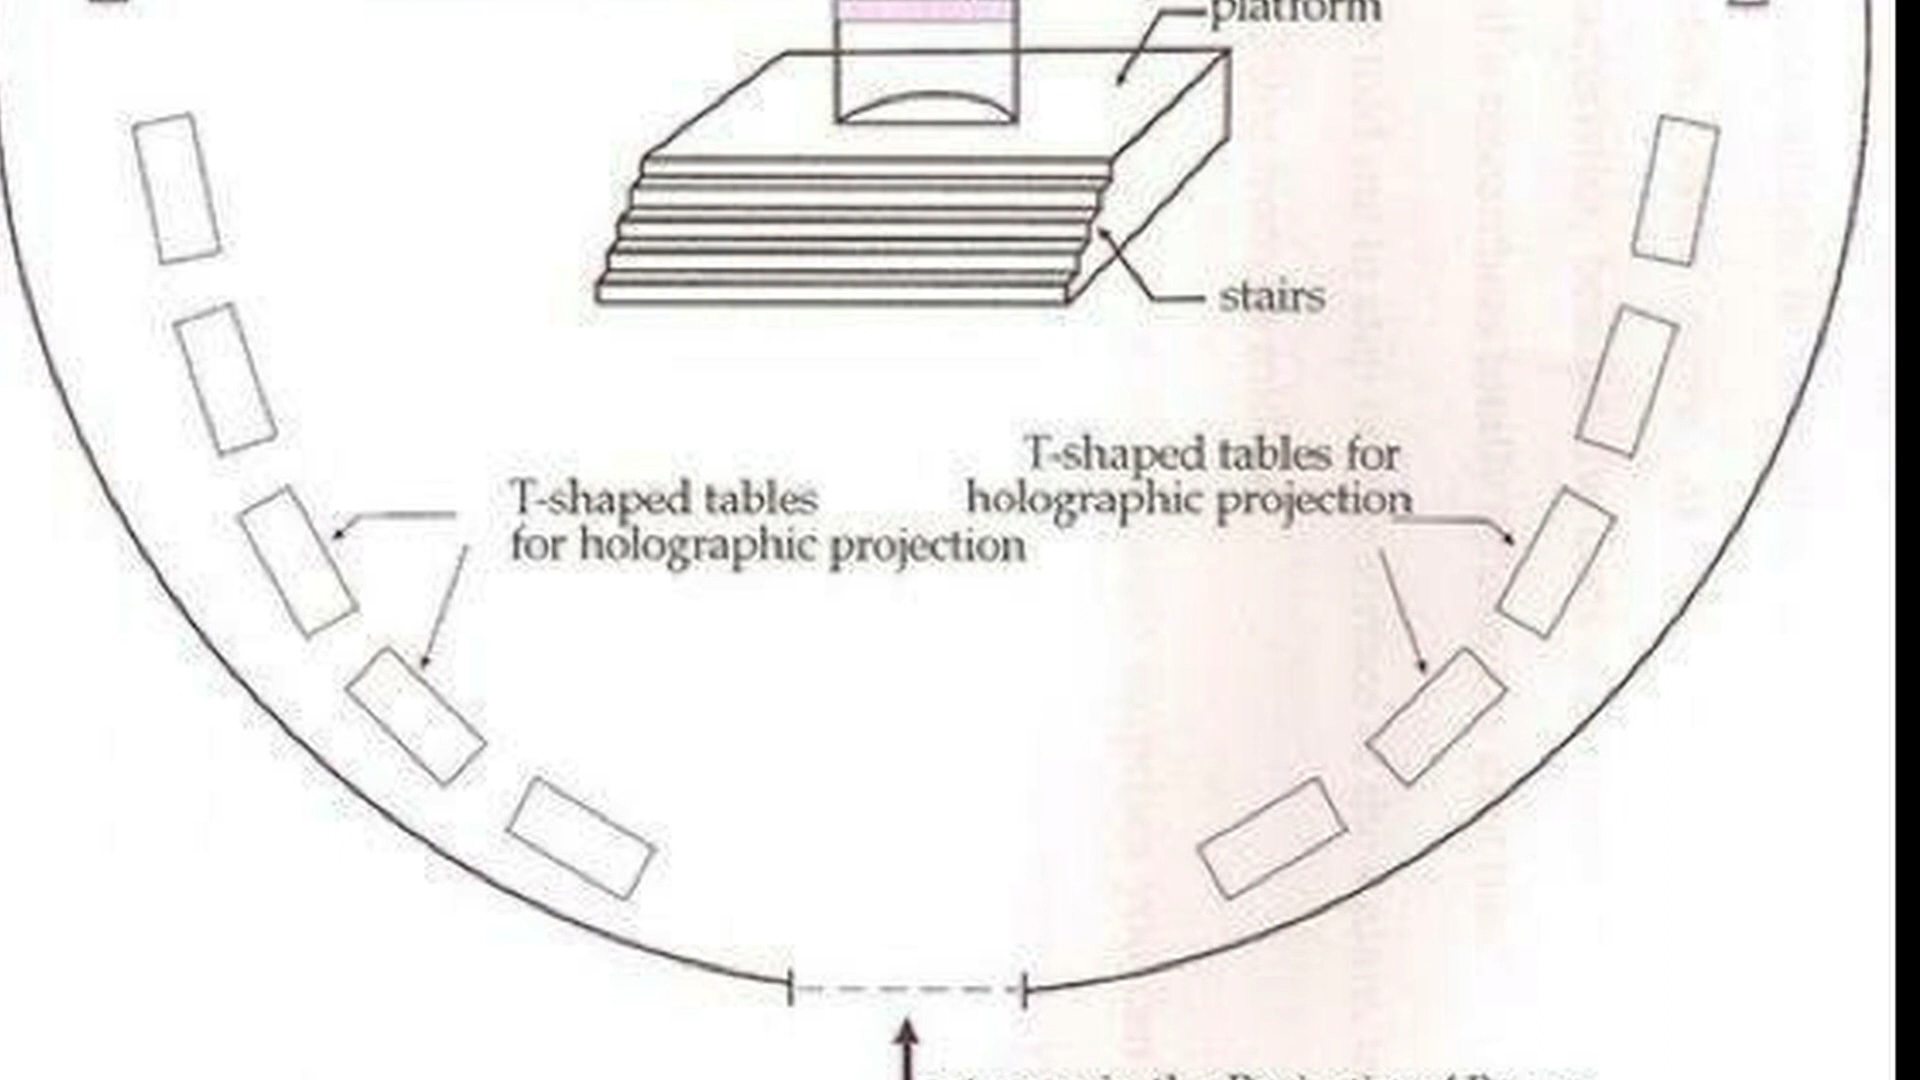 platform
stairs
T-shaped tables for
holographic projection
T-shaped tables
for holographic projection